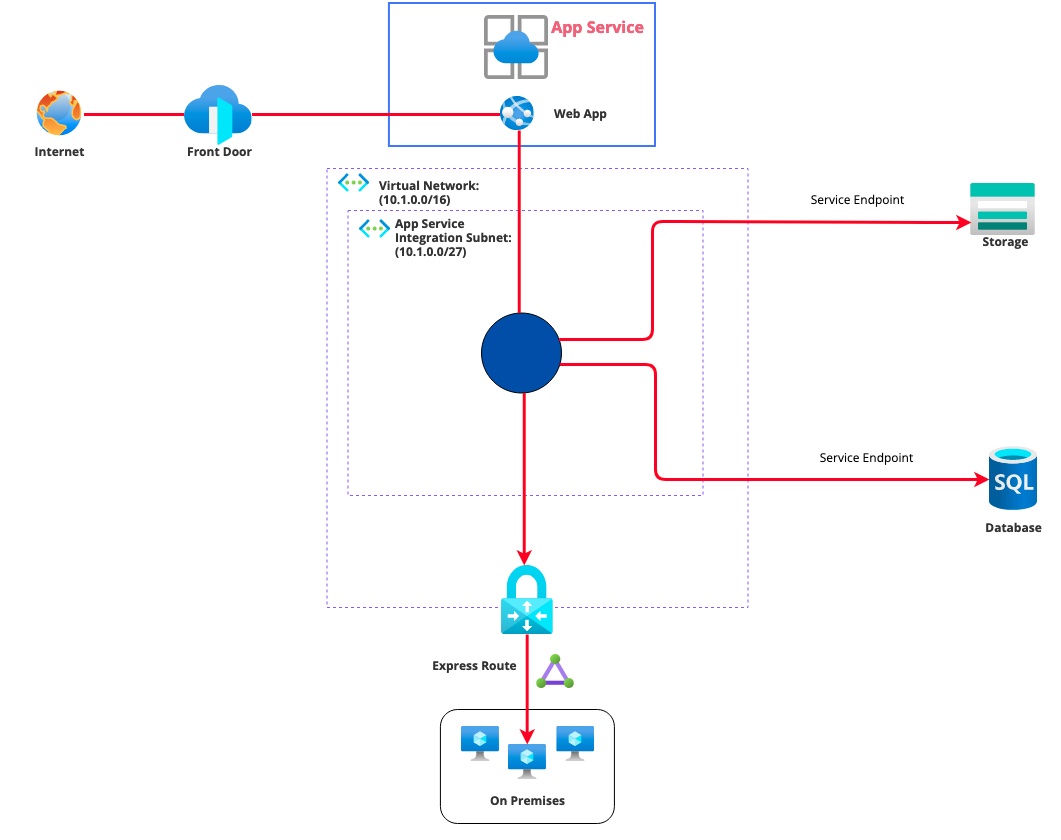 App Service
Web App
Internet
Front Door
Virtual Network:
(10.1.0.0/16)
App Service
Integration Subnet:
(10.1.0.0/27)
Service Endpoint
Storage
Service Endpoint
SQL
Database
Express Route
On Premises